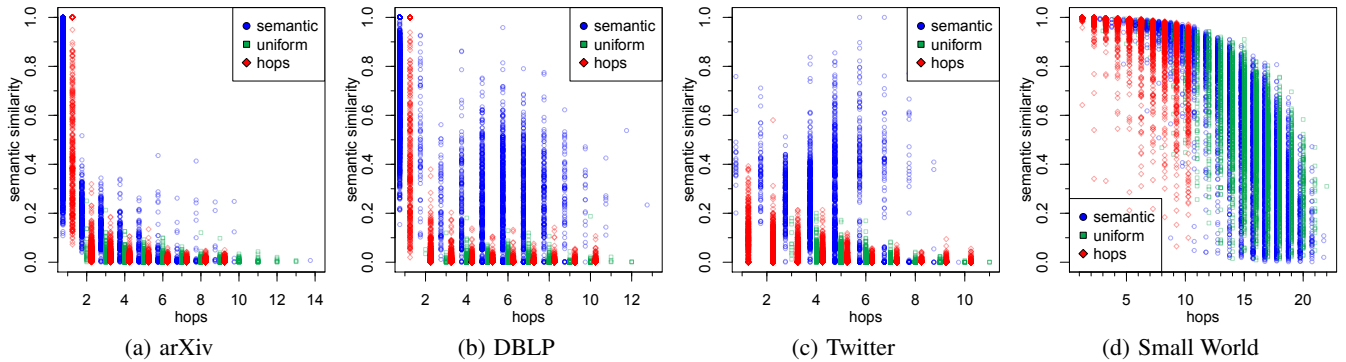 semantic
uniform
hops
semantic similarity
0.0 0.2 0.4 0.6 0.8 1.0
2 4 6 8 10 12 14
hops
(a) arXiv
semantic
uniform
hops
semantic similarity
0.0 0.2 0.4 0.6 0.8 1.0
2 4 6 8 10 12
hops
(b) DBLP
semantic
uniform
hops
semantic similarity
0.0 0.2 0.4 0.6 0.8 1.0
2 4 6 8 10
hops
(c) Twitter
semantic similarity
0.0 0.2 0.4 0.6 0.8 1.0
semantic
uniform
hops
5 10 15 20
hops
(d) Small World